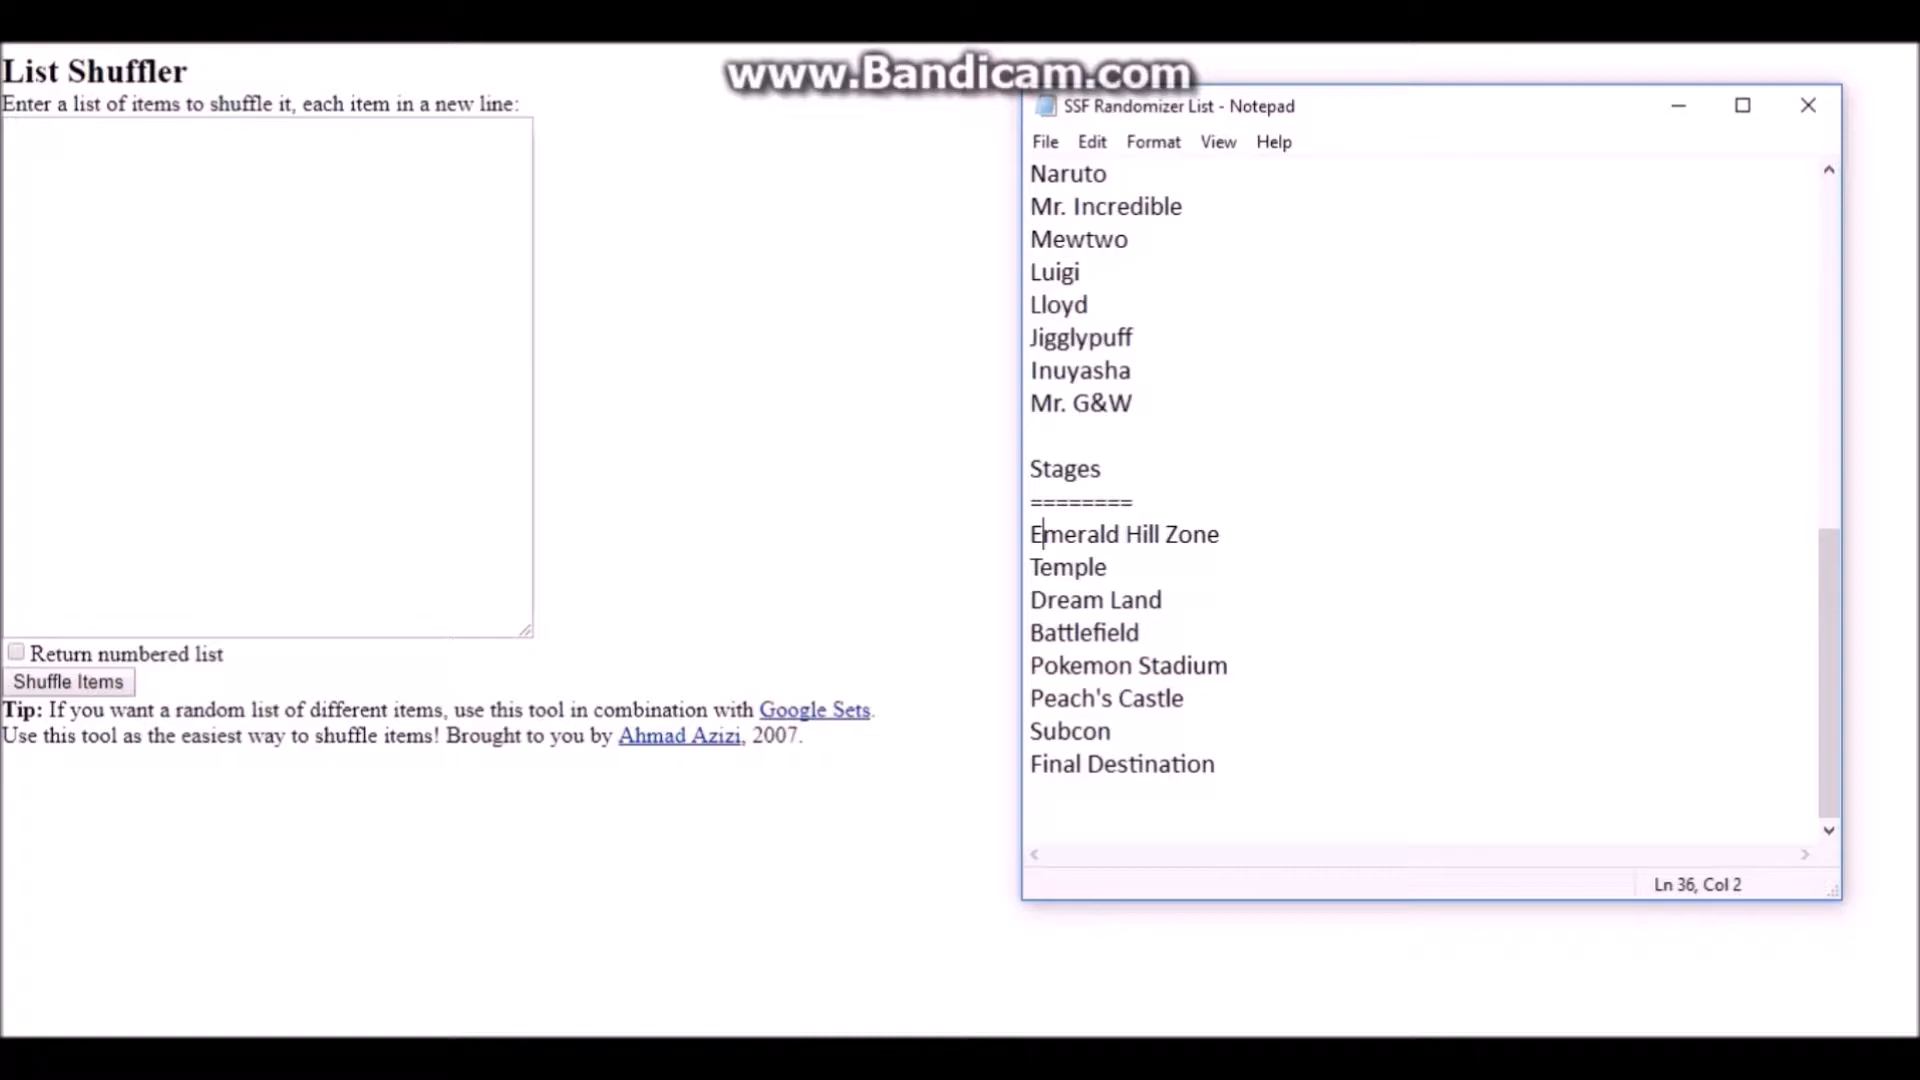 www.Bandicam.com
List Shuffler
Enter a list of items to shuffle it, each item in a new line:
Return numbered list
Shuffle Items
Tip: If you want a random list of different items, use this tool in combination with Google Sets.
Use this tool as the easiest way to shuffle items! Brought to you by Ahmad Azizi, 2007.
SSF Randomizer List - Notepad
File Edit Format View Help
Naruto
Mr. Incredible
Mewtwo
Luigi
Lloyd
Jigglypuff
Inuyasha
Mr. G&W
Stages
========
Emerald Hill Zone
Temple
Dream Land
Battlefield
Pokemon Stadium
Peach's Castle
Subcon
Final Destination
Ln 36, Col 2